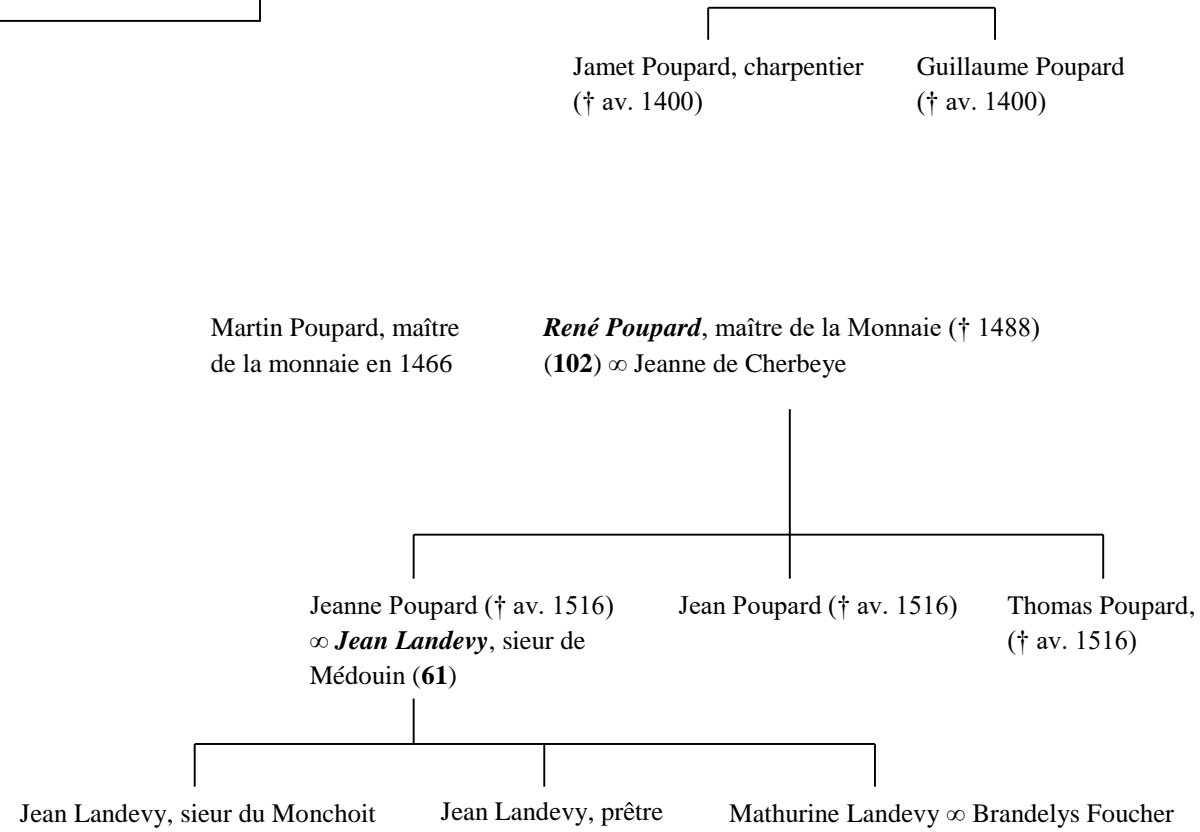 Jamet Poupard, charpentier
(† av. 1400)
Guillaume Poupard
(† av. 1400)
Martin Poupard, maître
de la monnaie en 1466
René Poupard, maître de la Monnaie († 1488)
(102) ∞ Jeanne de Cherbeye
Jeanne Poupard († av. 1516)
∞ Jean Landevy, sieur de
Médouin (61)
Jean Poupard († av. 1516)
Thomas Poupard,
(† av. 1516)
Jean Landevy, sieur du Monchoit
Jean Landevy, prêtre
Mathurine Landevy ∞ Brandelys Foucher